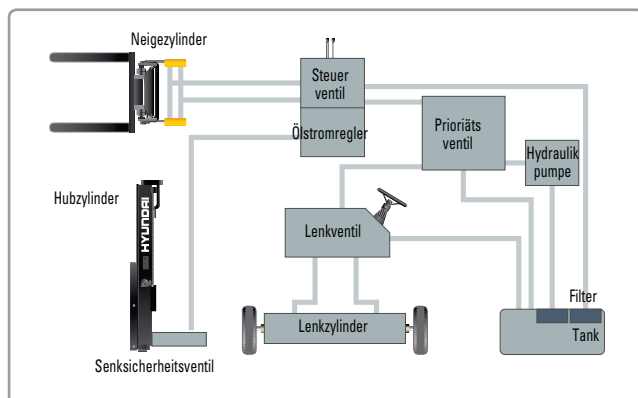 Neigezylinder
Steuer
ventil
Ölstromregler
Prioriäts
ventil
Hydraulik
pumpe
Hubzylinder
HYUNDAI
Lenkventil
Lenkzylinder
Filter
Tank
Senksicherheitsventil